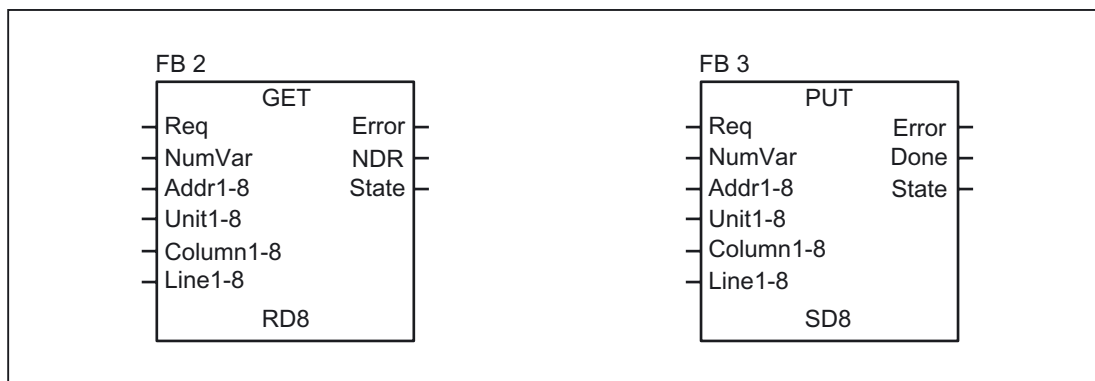 FB 2
GET
Req Error
NumVar NDR
Addr1-8 State
Unit1-8
Column1-8
Line1-8
RD8
FB 3
PUT
Req Error
NumVar Done
Addr1-8 State
Unit1-8
Column1-8
Line1-8
SD8